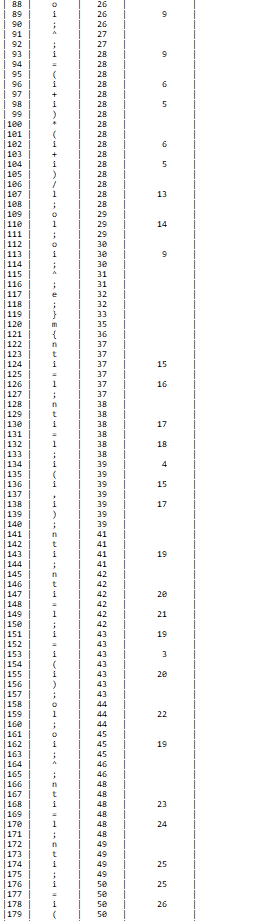 | 88 | o | 26 | |
| 89 | i | 26 | 9 |
| 90 | ; | 26 | |
| 91 | ^ | 27 | |
| 92 | ; | 27 | |
| 93 | i | 28 | 9 |
| 94 | = | 28 | |
| 95 | ( | 28 | |
| 96 | i | 28 | 6 |
| 97 | + | 28 | |
| 98 | i | 28 | 5 |
| 99 | ) | 28 | |
|100 | * | 28 | |
|101 | ( | 28 | |
|102 | i | 28 | 6 |
|103 | + | 28 | |
|104 | i | 28 | 5 |
|105 | ) | 28 | |
|106 | / | 28 | |
|107 | l | 28 | 13 |
|108 | ; | 28 | |
|109 | o | 29 | |
|110 | l | 29 | 14 |
|111 | ; | 29 | |
|112 | o | 30 | |
|113 | i | 30 | 9 |
|114 | ; | 30 | |
|115 | ^ | 31 | |
|116 | ; | 31 | |
|117 | e | 32 | |
|118 | ; | 32 | |
|119 | } | 33 | |
|120 | m | 35 | |
|121 | { | 36 | |
|122 | n | 37 | |
|123 | t | 37 | |
|124 | i | 37 | 15 |
|125 | = | 37 | |
|126 | l | 37 | 16 |
|127 | ; | 37 | |
|128 | n | 38 | |
|129 | t | 38 | |
|130 | i | 38 | 17 |
|131 | = | 38 | |
|132 | l | 38 | 18 |
|133 | ; | 38 | |
|134 | i | 39 | 4 |
|135 | ( | 39 | |
|136 | i | 39 | 15 |
|137 | , | 39 | |
|138 | i | 39 | 17 |
|139 | ) | 39 | |
|140 | ; | 39 | |
|141 | n | 41 | |
|142 | t | 41 | |
|143 | i | 41 | 19 |
|144 | ; | 41 | |
|145 | n | 42 | |
|146 | t | 42 | |
|147 | i | 42 | 20 |
|148 | = | 42 | |
|149 | l | 42 | 21 |
|150 | ; | 42 | |
|151 | i | 43 | 19 |
|152 | = | 43 | |
|153 | i | 43 | 3 |
|154 | ( | 43 | |
|155 | i | 43 | 20 |
|156 | ) | 43 | |
|157 | ; | 43 | |
|158 | o | 44 | |
|159 | l | 44 | 22 |
|160 | ; | 44 | |
|161 | o | 45 | |
|162 | i | 45 | 19 |
|163 | ; | 45 | |
|164 | ^ | 46 | |
|165 | ; | 46 | |
|166 | n | 48 | |
|167 | t | 48 | |
|168 | i | 48 | 23 |
|169 | = | 48 | |
|170 | l | 48 | 24 |
|171 | ; | 48 | |
|172 | n | 49 | |
|173 | t | 49 | |
|174 | i | 49 | 25 |
|175 | ; | 49 | |
|176 | i | 50 | 25 |
|177 | = | 50 | |
|178 | i | 50 | 26 |
|179 | ( | 50 | |